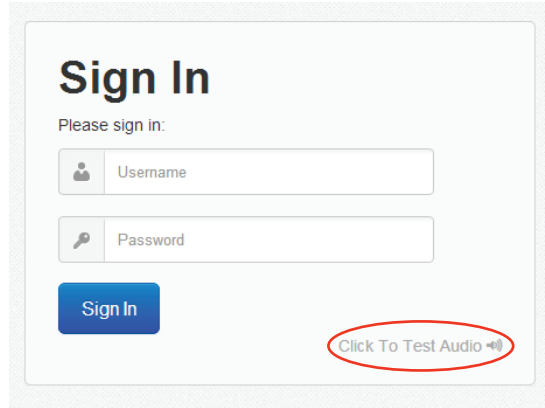 Sign In
Please sign in:
Username
Password
Sign In
Click To Test Audio